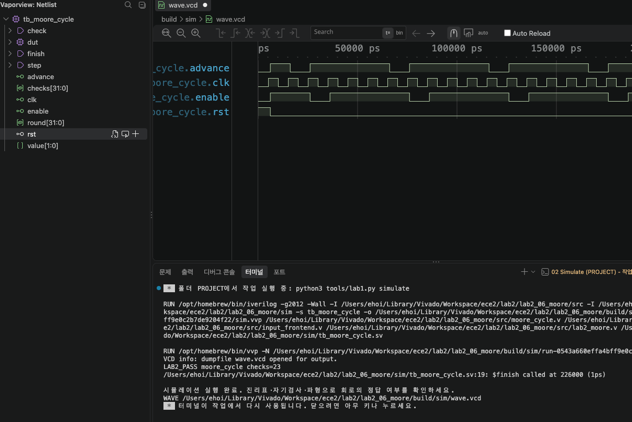 Vaporview: Netlist
tb_moore_cycle
check
dut
finish
step
advance
checks[31:0]
clk
enable
round[31:0]
rst
value[1:0]
wave.vcd
build › sim › wave.vcd
Search
bin
auto
Auto Reload
ps
50000 ps
100000 ps
150000 ps
_cycle.advance
oore_cycle.clk
e_cycle.enable
oore_cycle.rst
문제
출력
디버그 콘솔
터미널
포트
02 Simulate (PROJECT) - 작업
* 폴더 PROJECT에서 작업 실행 중: python3 tools/lab1.py simulate
RUN /opt/homebrew/bin/iverilog -g2012 -Wall -I /Users/ehoi/Library/Vivado/Workspace/ece2/lab2/lab2_06_moore/src -I /Users/eh
kspace/ece2/lab2/lab2_06_moore/sim -s tb_moore_cycle -o /Users/ehoi/Library/Vivado/Workspace/ece2/lab2/lab2_06_moore/build/s
ff9e0c2b7de9204f22/sim.vvp /Users/ehoi/Library/Vivado/Workspace/ece2/lab2/lab2_06_moore/src/moore_cycle.v /Users/ehoi/Librar
e2/lab2/lab2_06_moore/src/input_frontend.v /Users/ehoi/Library/Vivado/Workspace/ece2/lab2/lab2_06_moore/src/lab2_moore.v /Us
do/Workspace/ece2/lab2/lab2_06_moore/sim/tb_moore_cycle.sv
RUN /opt/homebrew/bin/vvp -N /Users/ehoi/Library/Vivado/Workspace/ece2/lab2/lab2_06_moore/build/sim/run-0543a660effa4bff9e0c
VCD info: dumpfile wave.vcd opened for output.
LAB2_PASS moore_cycle checks=23
/Users/ehoi/Library/Vivado/Workspace/ece2/lab2/lab2_06_moore/sim/tb_moore_cycle.sv:19: $finish called at 226000 (1ps)
시뮬레이션 실행 완료. 진리표·자기검사·파형으로 회로의 정답 여부를 확인하세요.
WAVE /Users/ehoi/Library/Vivado/Workspace/ece2/lab2/lab2_06_moore/build/sim/wave.vcd
* 터미널이 작업에서 다시 사용됩니다. 닫으려면 아무 키나 누르세요.